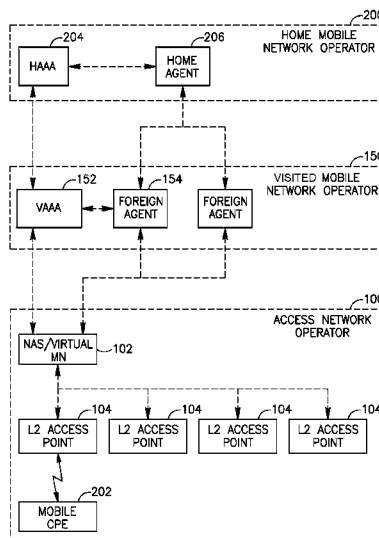 200
HOME MOBILE
NETWORK OPERATOR
204
HAAA
206
HOME
AGENT
150
VISITED MOBILE
NETWORK OPERATOR
152
VAAA
154
FOREIGN
AGENT
FOREIGN
AGENT
100
ACCESS NETWORK
OPERATOR
NAS/VIRTUAL
MN
102
104
L2 ACCESS
POINT
104
L2 ACCESS
POINT
104
L2 ACCESS
POINT
104
L2 ACCESS
POINT
202
MOBILE
CPE